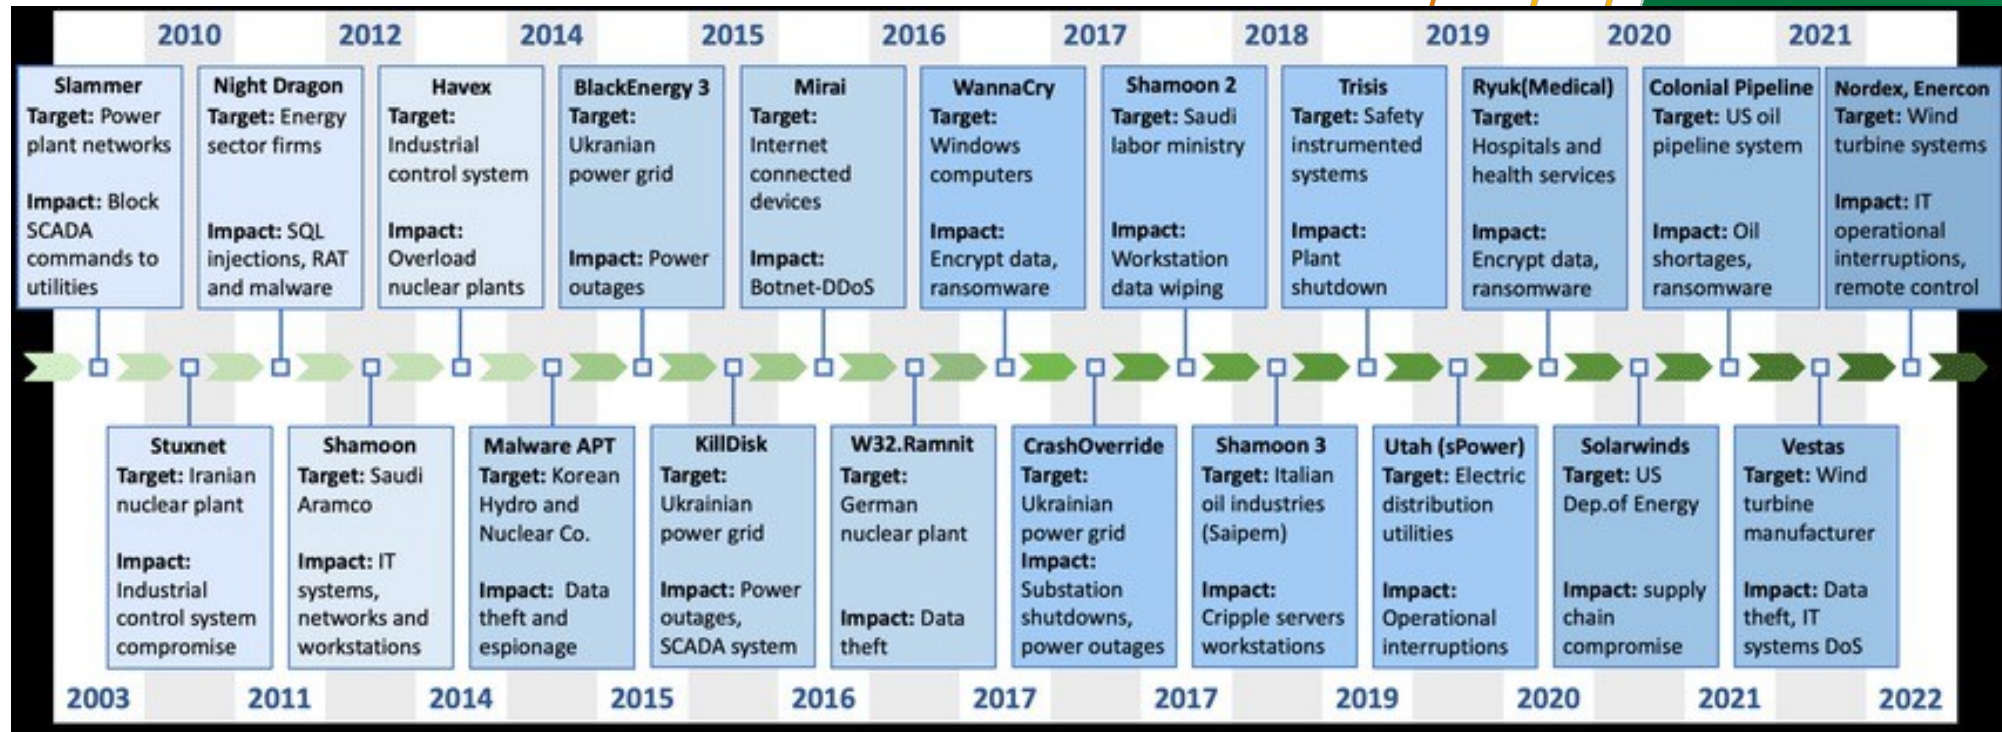 2010
2012
2014
2015
2016
2017
2018
2019
2020
2021
Slammer
Target: Power
plant networks
Impact: Block
SCADA
commands to
utilities
Night Dragon
Target: Energy
sector firms
Impact: SQL
injections, RAT
and malware
Havex
Target:
Industrial
control system
Impact:
Overload
nuclear plants
BlackEnergy 3
Target:
Ukranian
power grid
Impact: Power
outages
Mirai
Target:
Internet
connected
devices
Impact:
Botnet-DDoS
WannaCry
Target:
Windows
computers
Impact:
Encrypt data,
ransomware
Shamoon 2
Target: Saudi
labor ministry
Impact:
Workstation
data wiping
Trisis
Target: Safety
instrumented
systems
Impact:
Plant
shutdown
Ryuk(Medical)
Target:
Hospitals and
health services
Impact:
Encrypt data,
ransomware
Colonial Pipeline
Target: US oil
pipeline system
Impact: Oil
shortages,
ransomware
Nordex, Enercon
Target: Wind
turbine systems
Impact: IT
operational
interruptions,
remote control
Stuxnet
Target: Iranian
nuclear plant
Impact:
Industrial
control system
compromise
Shamoon
Target: Saudi
Aramco
Impact: IT
systems,
networks and
workstations
Malware APT
Target: Korean
Hydro and
Nuclear Co.
Impact: Data
theft and
espionage
KillDisk
Target:
Ukrainian
power grid
Impact: Power
outages,
SCADA system
W32.Ramnit
Target:
German
nuclear plant
Impact: Data
theft
CrashOverride
Target:
Ukrainian
power grid
Impact:
Substation
shutdowns,
power outages
Shamoon 3
Target: Italian
oil industries
(Saipem)
Impact:
Cripple servers
workstations
Utah (sPower)
Target: Electric
distribution
utilities
Impact:
Operational
interruptions
Solarwinds
Target: US
Dep.of Energy
Impact: supply
chain
compromise
Vestas
Target: Wind
turbine
manufacturer
Impact: Data
theft, IT
systems DoS
2003
2011
2014
2015
2016
2017
2017
2019
2020
2021
2022